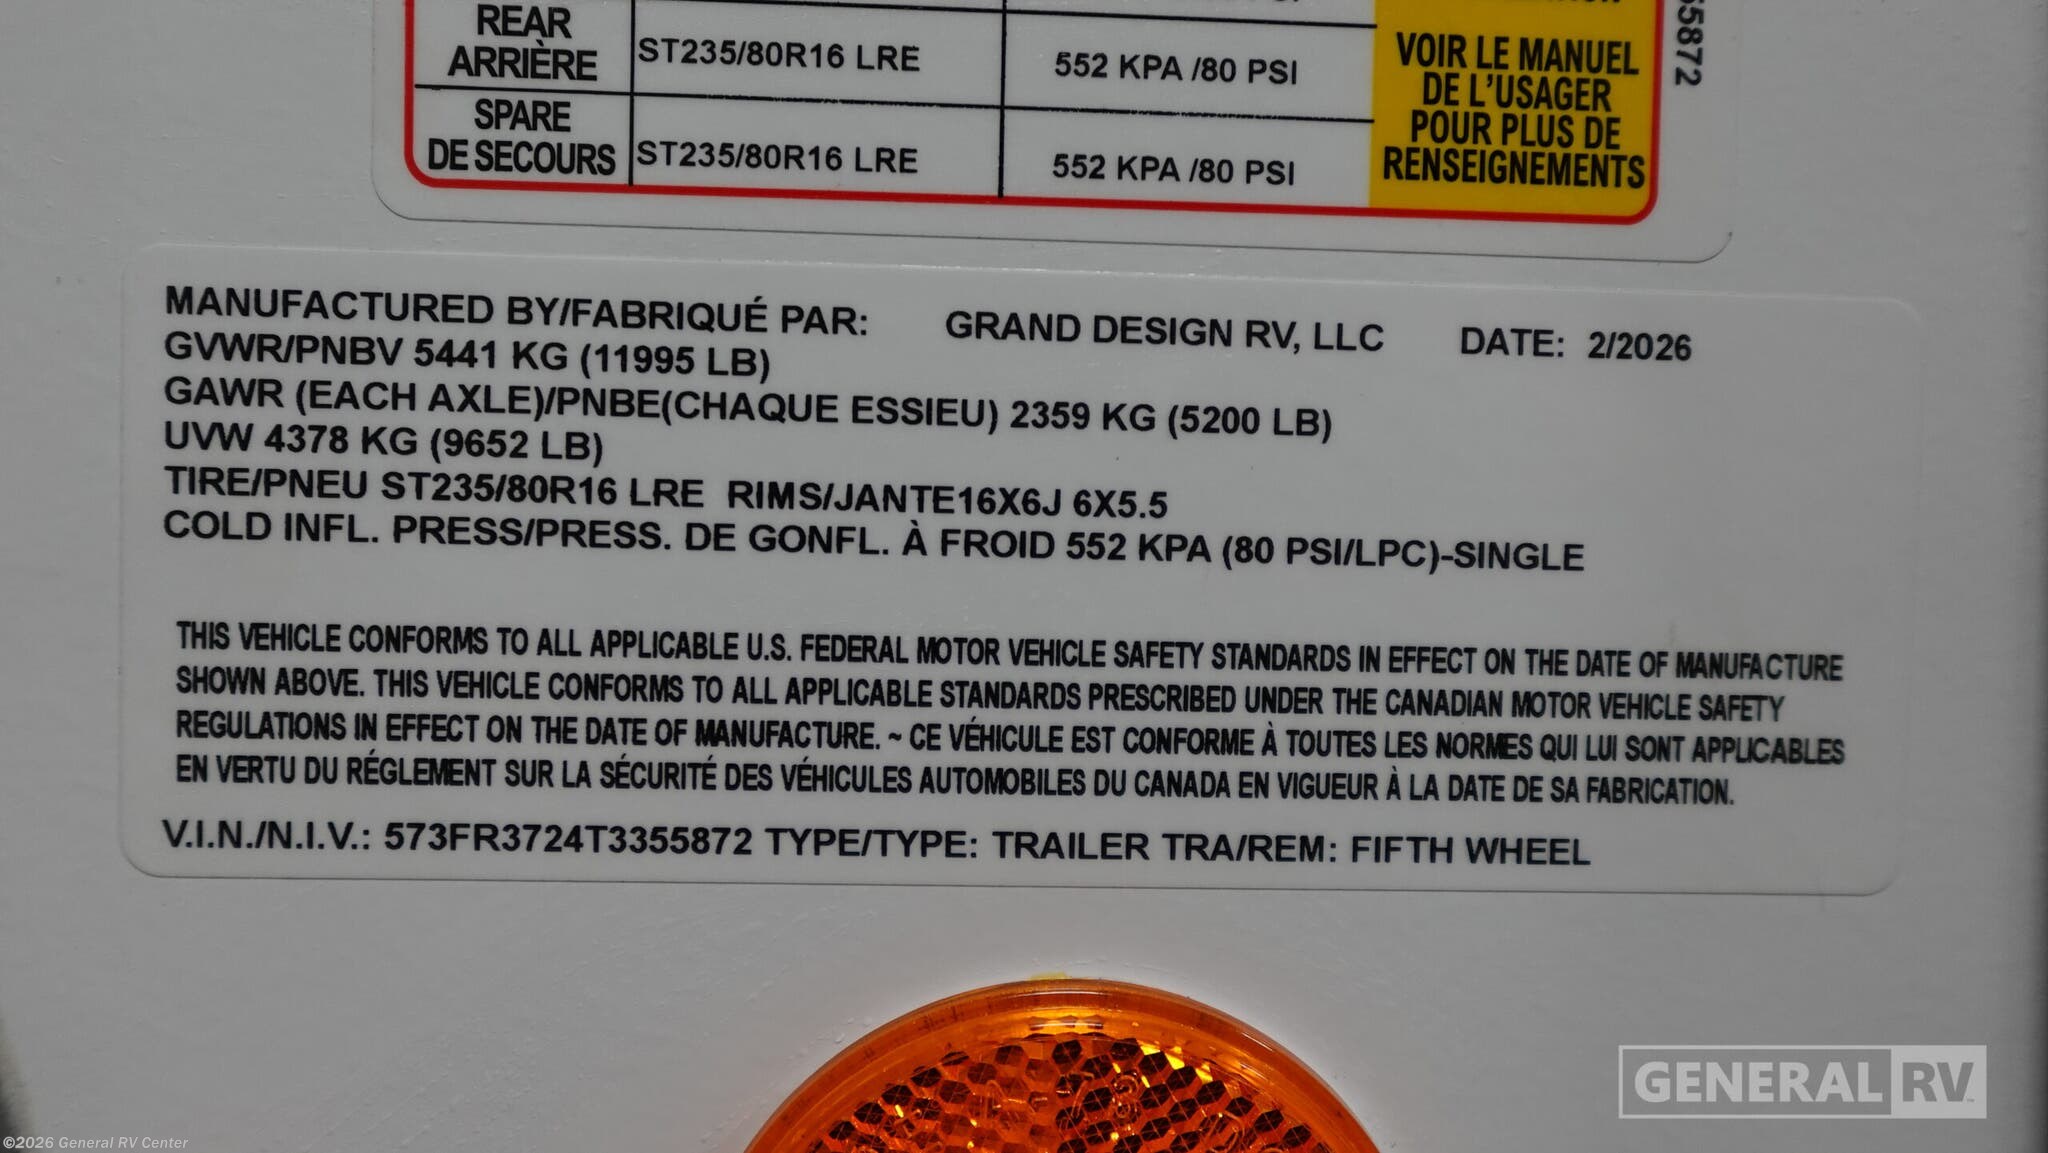 REAR
ARRIÈRE
ST235/80R16 LRE
552 KPA /80 PSI
SPARE
DE SECOURS
ST235/80R16 LRE
552 KPA /80 PSI
VOIR LE MANUEL
DE L'USAGER
POUR PLUS DE
RENSEIGNEMENTS
55872
MANUFACTURED BY/FABRIQUÉ PAR: GRAND DESIGN RV, LLC DATE: 2/2026
GVWR/PNBV 5441 KG (11995 LB)
GAWR (EACH AXLE)/PNBE(CHAQUE ESSIEU) 2359 KG (5200 LB)
UVW 4378 KG (9652 LB)
TIRE/PNEU ST235/80R16 LRE RIMS/JANTE16X6J 6X5.5
COLD INFL. PRESS/PRESS. DE GONFL. À FROID 552 KPA (80 PSI/LPC)-SINGLE
THIS VEHICLE CONFORMS TO ALL APPLICABLE U.S. FEDERAL MOTOR VEHICLE SAFETY STANDARDS IN EFFECT ON THE DATE OF MANUFACTURE
SHOWN ABOVE. THIS VEHICLE CONFORMS TO ALL APPLICABLE STANDARDS PRESCRIBED UNDER THE CANADIAN MOTOR VEHICLE SAFETY
REGULATIONS IN EFFECT ON THE DATE OF MANUFACTURE. ~ CE VÉHICULE EST CONFORME À TOUTES LES NORMES QUI LUI SONT APPLICABLES
EN VERTU DU RÉGLEMENT SUR LA SÉCURITÉ DES VÉHICULES AUTOMOBILES DU CANADA EN VIGUEUR À LA DATE DE SA FABRICATION.
V.I.N./N.I.V.: 573FR3724T3355872 TYPE/TYPE: TRAILER TRA/REM: FIFTH WHEEL
GENERAL RV
©2026 General RV Center